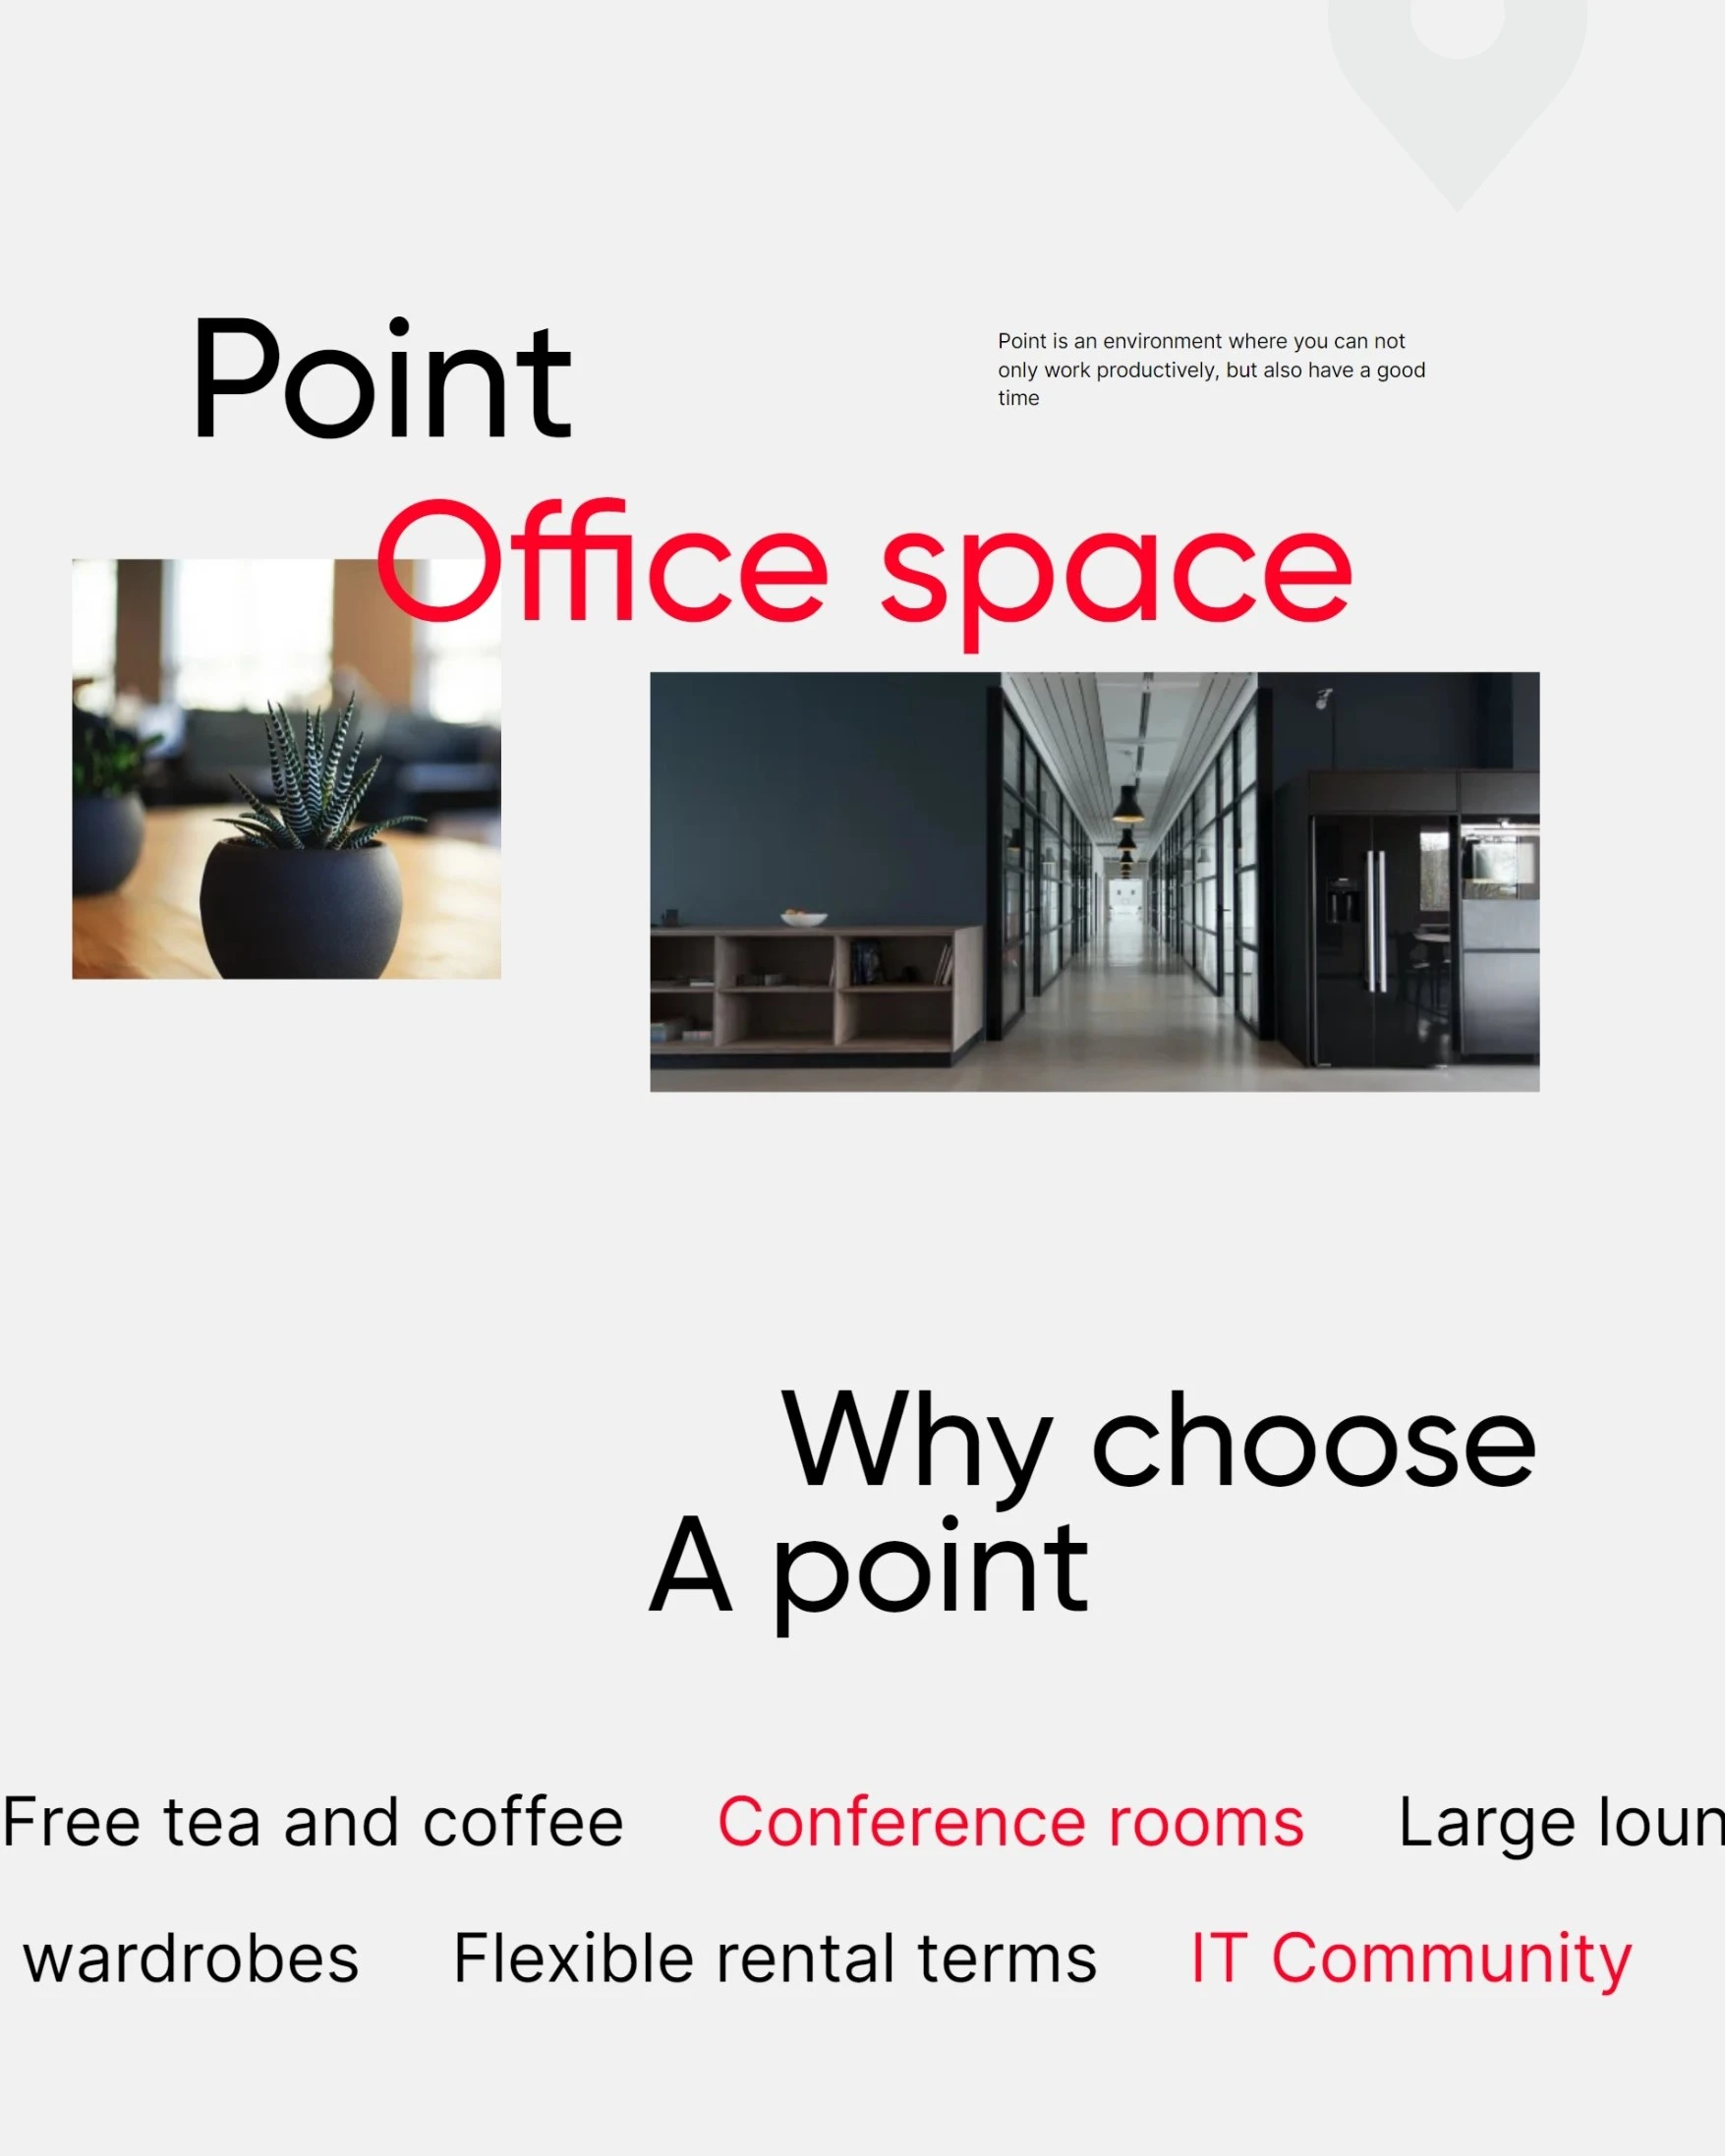 Point
Point is an environment where you can not
only work productively, but also have a good
time
Office space
Why choose
A point
Free tea and coffee Conference rooms Large loun
wardrobes Flexible rental terms IT Community